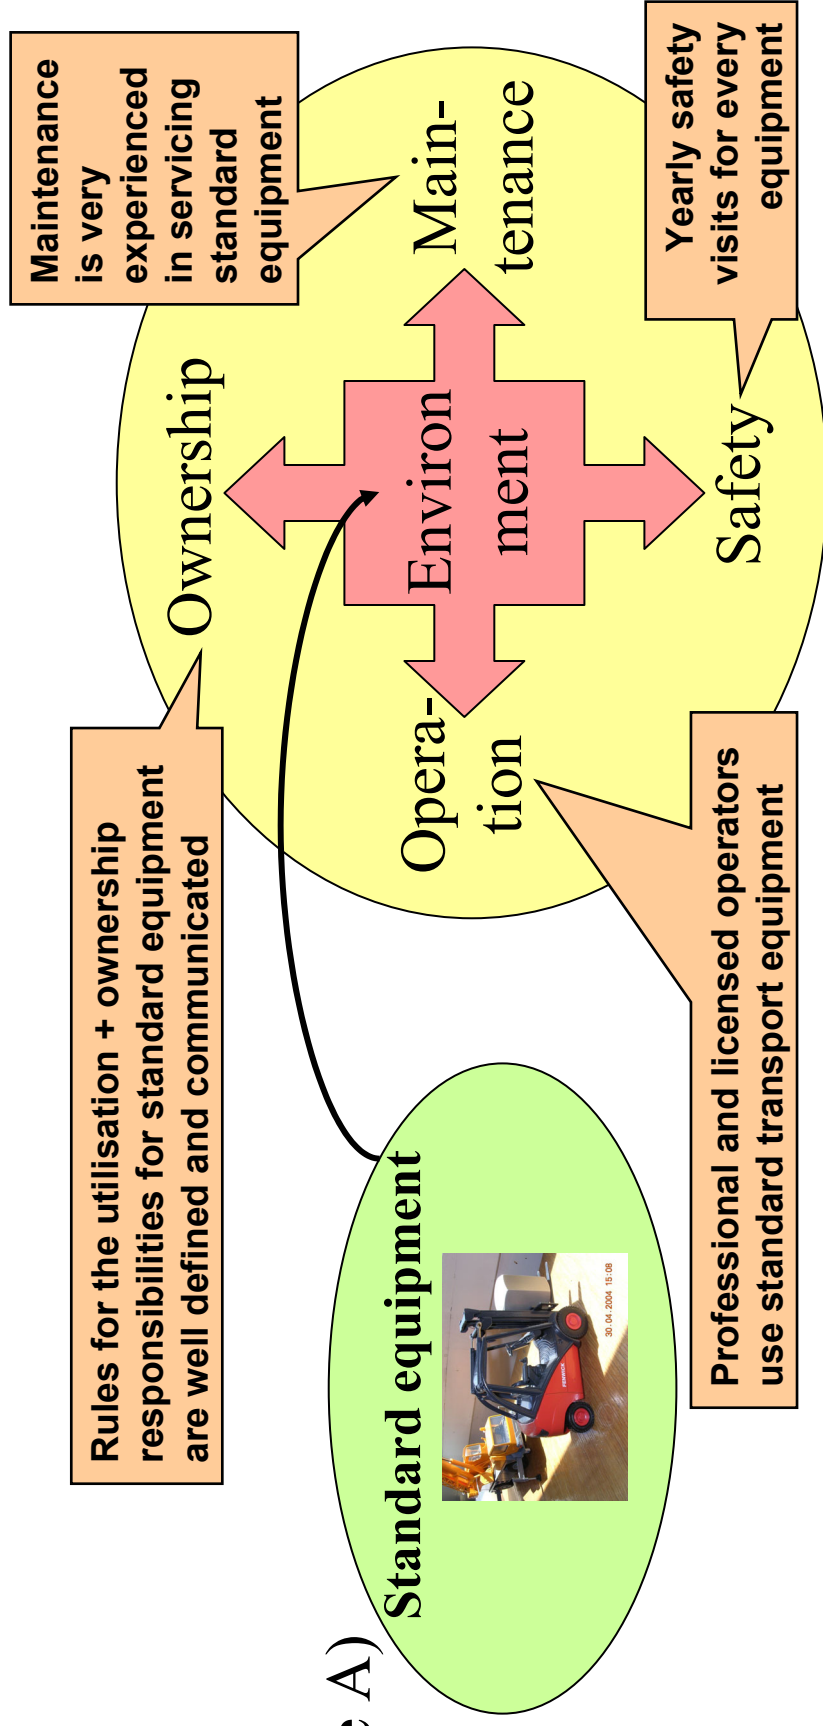 Rules for the utilisation + ownership
responsibilities for standard equipment
are well defined and communicated
Maintenance
is very
experienced
in servicing
standard
equipment
Ownership
A)
Standard equipment
30.04.2004 15:08
FENWICK
Opera-
tion
Environ
ment
Main-
tenance
Safety
Professional and licensed operators
use standard transport equipment
Yearly safety
visits for every
equipment